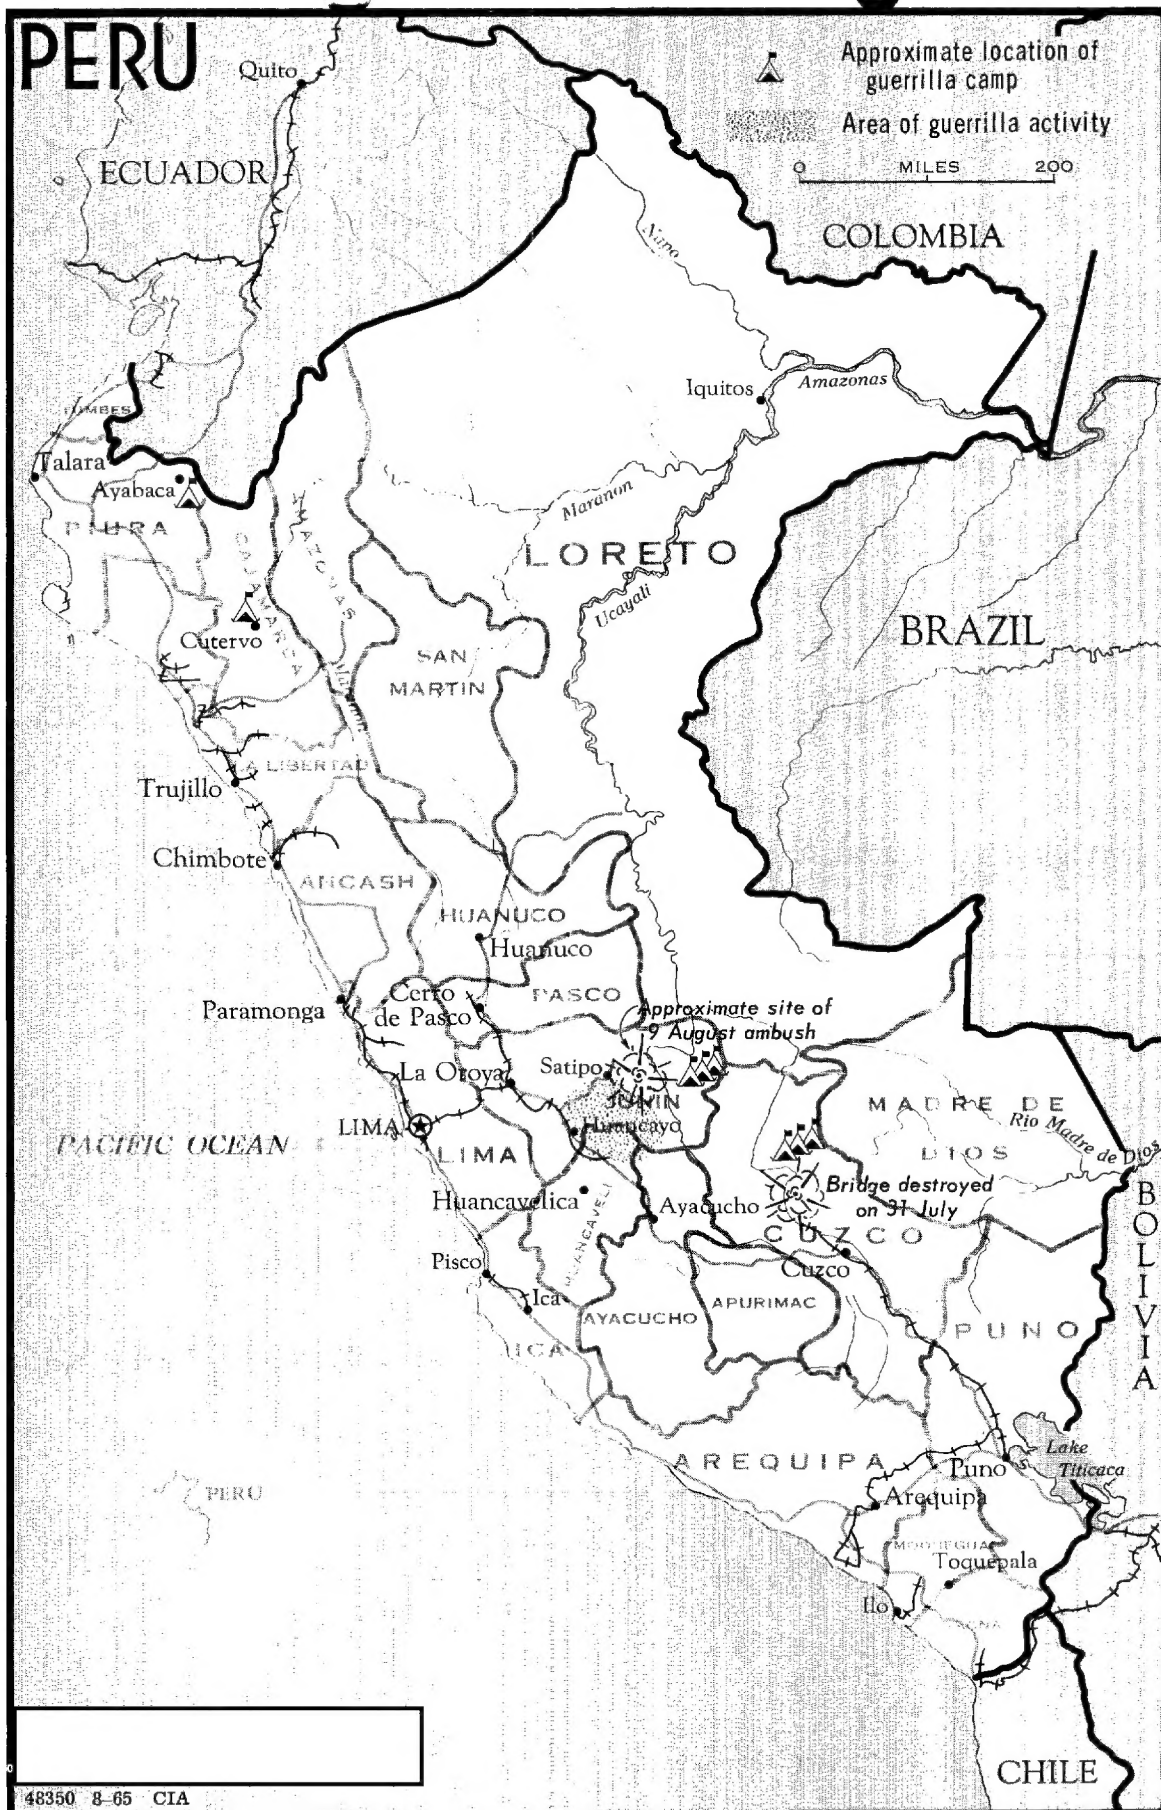 PERU
Approximate location of
guerrilla camp
Area of guerrilla activity
0 MILES 200
Quito
ECUADOR
COLOMBIA
Napo
Iquitos
Amazonas
TUMBES
Talara
Ayabaca
PIURA
CAJAMARCA
AMAZONAS
Maranon
LORETO
Ucayali
BRAZIL
Cutervo
SAN
MARTIN
LA LIBERTAD
Trujillo
Chimbote
ANCASH
HUANUCO
Huanuco
Cerro
de Pasco
PASCO
Paramonga
Approximate site of
9 August ambush
La Oroya
Satipo
JUNIN
Huancayo
MADRE DE
DIOS
Rio Madre de Dios
LIMA
PACIFIC OCEAN
LIMA
Bridge destroyed
on 31 July
Huancavelica
HUANCAVELI
Ayacucho
CUZCO
Cuzco
BOLIVIA
Pisco
Ica
ICA
AYACUCHO
APURIMAC
PUNO
AREQUIPA
Puno
Lake
Titicaca
Arequipa
PERU
MOQUEGUA
Toquepala
Ilo
CHILE
48350 8-65 CIA